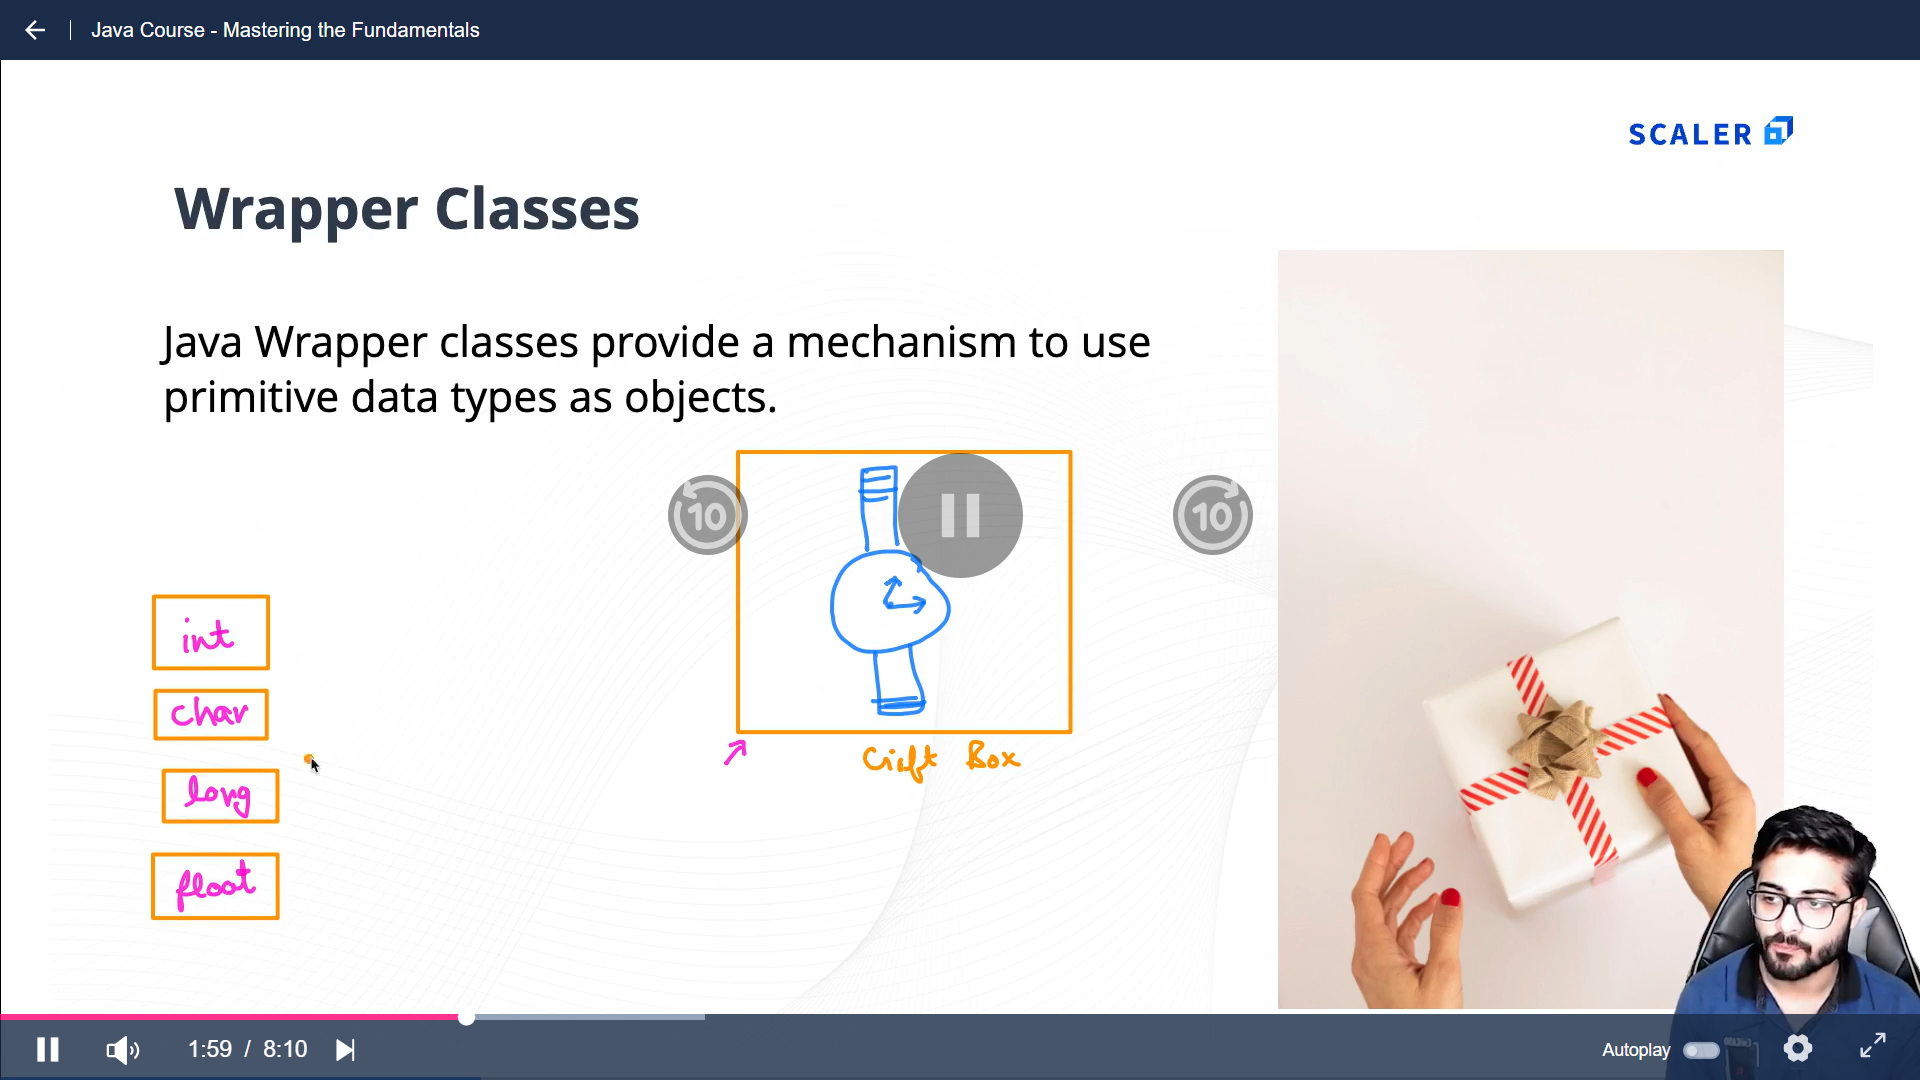 Java Course - Mastering the Fundamentals
SCALER
Wrapper Classes
Java Wrapper classes provide a mechanism to use
primitive data types as objects.
10
10
int
char
long
float
Gift Box
1:59 / 8:10
Autoplay